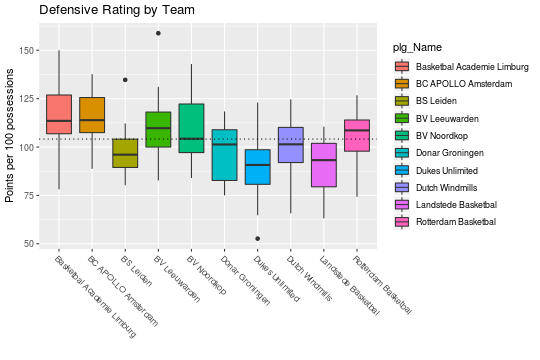 Defensive Rating by Team
Points per 100 possessions
150
125
100
75
50
Basketbal Academie Limburg
BC APOLLO Amsterdam
BS Leiden
BV Leeuwarden
BV Noordkop
Donar Groningen
Dukes Unlimited
Dutch Windmills
Landstede Basketbal
Rotterdam Basketbal
plg_Name
Basketbal Academie Limburg
BC APOLLO Amsterdam
BS Leiden
BV Leeuwarden
BV Noordkop
Donar Groningen
Dukes Unlimited
Dutch Windmills
Landstede Basketbal
Rotterdam Basketbal